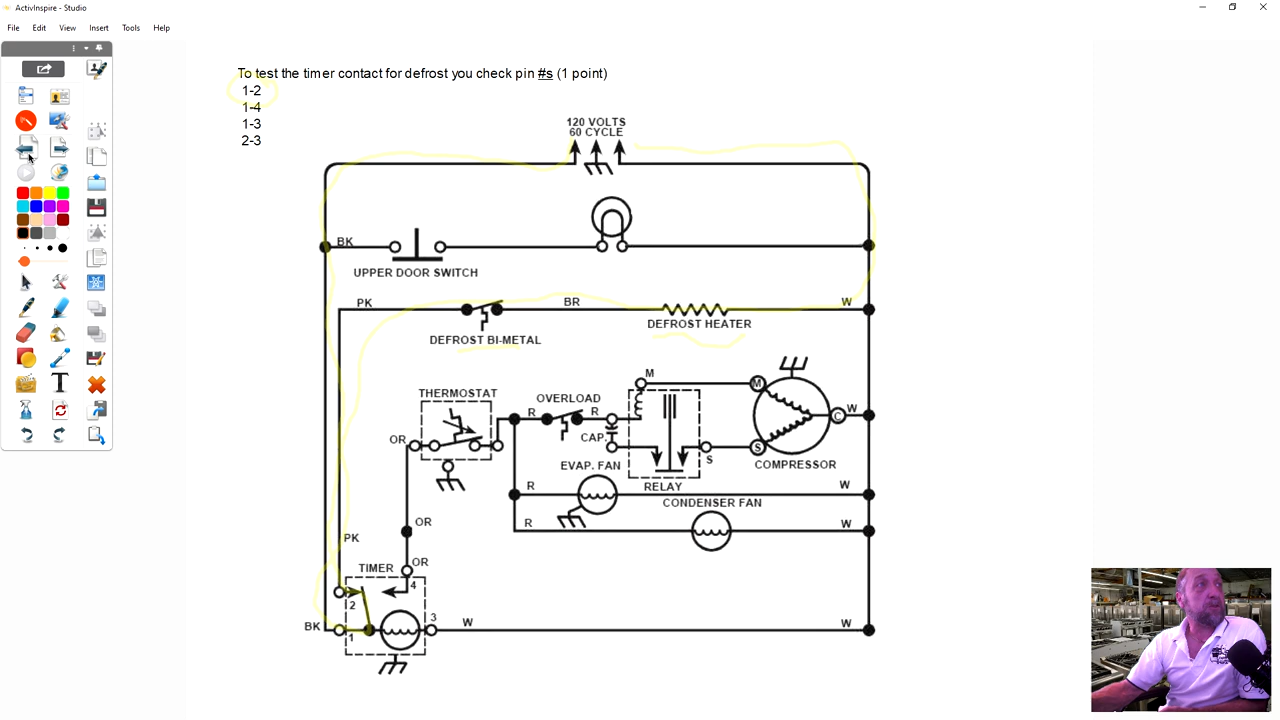 ActivInspire - Studio
File Edit View Insert Tools Help
To test the timer contact for defrost you check pin #s (1 point)
1-2
1-4
1-3
2-3
120 VOLTS
60 CYCLE
BK
UPPER DOOR SWITCH
PK BR W
DEFROST HEATER
DEFROST BI-METAL
M
THERMOSTAT OVERLOAD
M
R R C W
OR CAP.
S S
EVAP. FAN COMPRESSOR
R RELAY W
CONDENSER FAN
OR R W
PK
TIMER OR
4
2
BK 1 3 W W